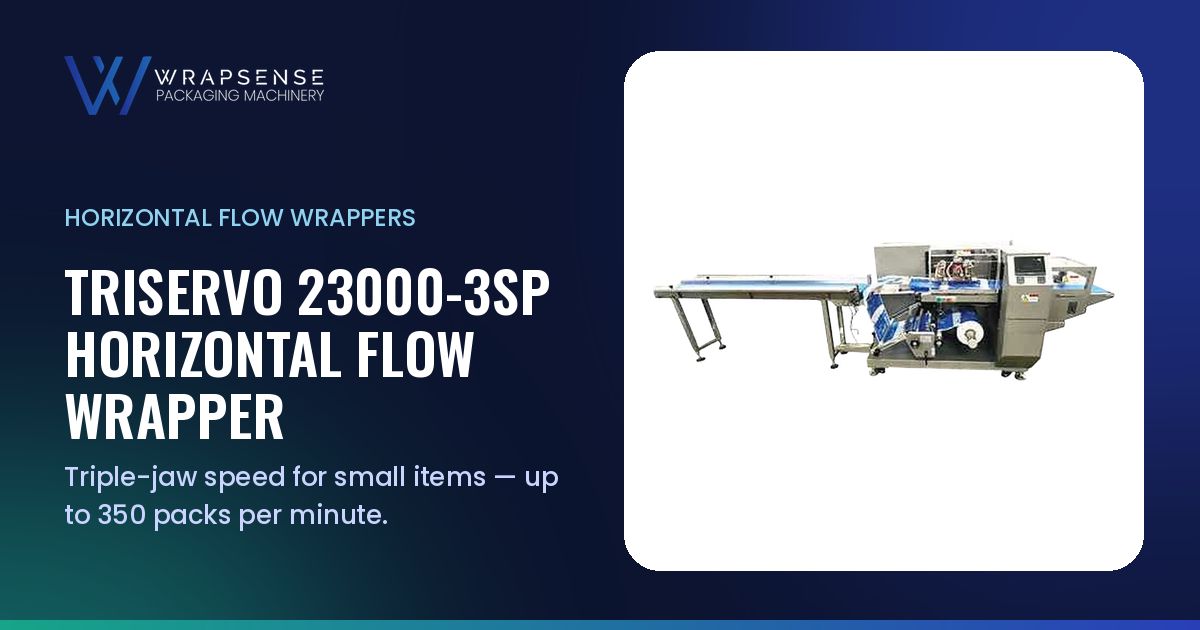 WRAPSENSE
PACKAGING MACHINERY
HORIZONTAL FLOW WRAPPERS
TRISERVO 23000-3SP
HORIZONTAL FLOW
WRAPPER
Triple-jaw speed for small items — up
to 350 packs per minute.